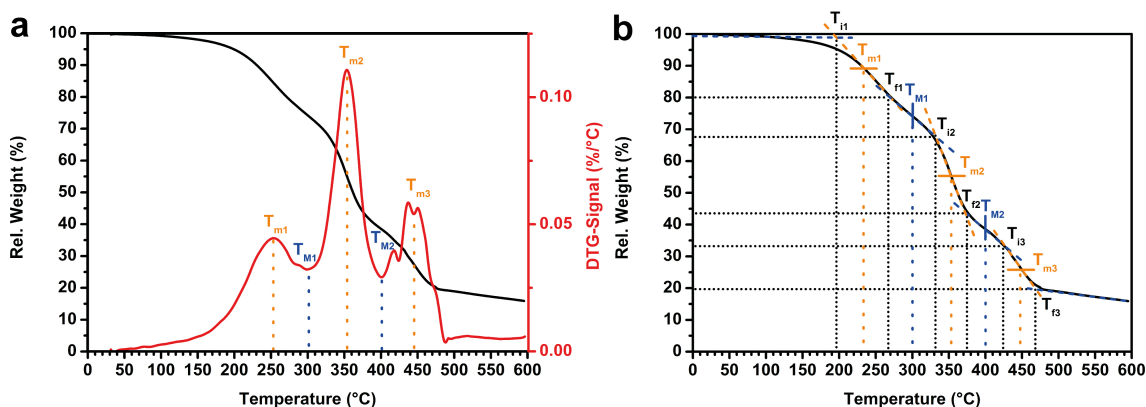 a
100
90
80
70
60
50
40
30
20
10
0
Rel. Weight (%)
0 50 100 150 200 250 300 350 400 450 500 550 600
Temperature (°C)
0.10
0.05
0.00
DTG-Signal (%/°C)
Tm1
TM1
Tm2
TM2
Tm3
b
100
90
80
70
60
50
40
30
20
10
0
Rel. Weight (%)
0 50 100 150 200 250 300 350 400 450 500 550 600
Temperature (°C)
Ti1
Tm1
Tf1
TM1
Ti2
Tm2
Tf2
TM2
Ti3
Tm3
Tf3